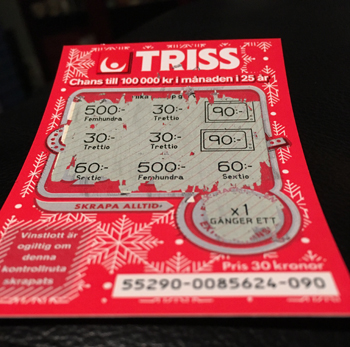 TRISS
Chans till 100 000 kr i månaden i 25 år
lika
500:- 30:- 90:-
Femhundra Trettio
30:- 30:- 90:-
Trettio Trettio
60:- 500:- 60:-
Sextio Femhundra Sextio
SKRAPA ALLTID
x1
GÅNGER ETT
Vinstlott är
ogiltig om
denna
kontrollruta
skrapats
Pris 30 kronor
55290-0085624-090